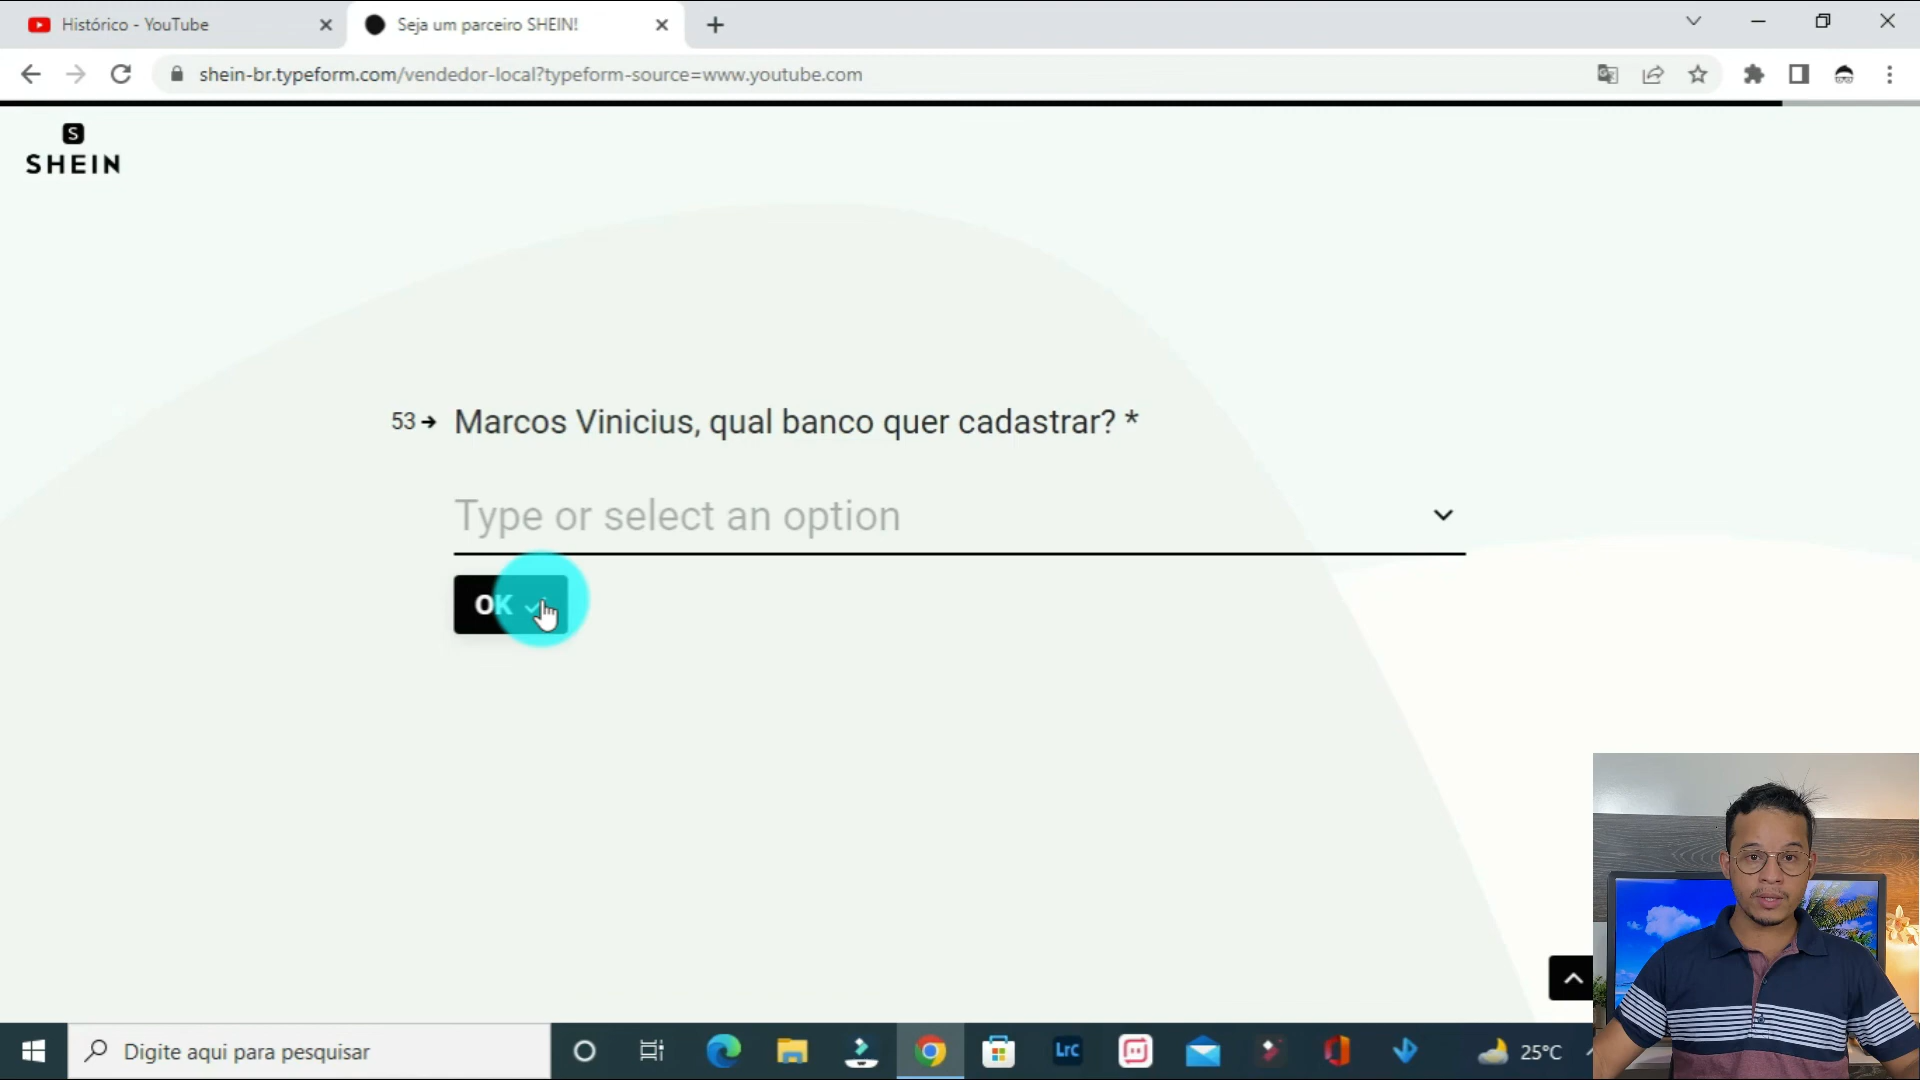 Histórico - YouTube
Seja um parceiro SHEIN!
shein-br.typeform.com/vendedor-local?typeform-source=www.youtube.com
S
SHEIN
53 Marcos Vinicius, qual banco quer cadastrar? *
Type or select an option
OK
Digite aqui para pesquisar
LrC
25°C